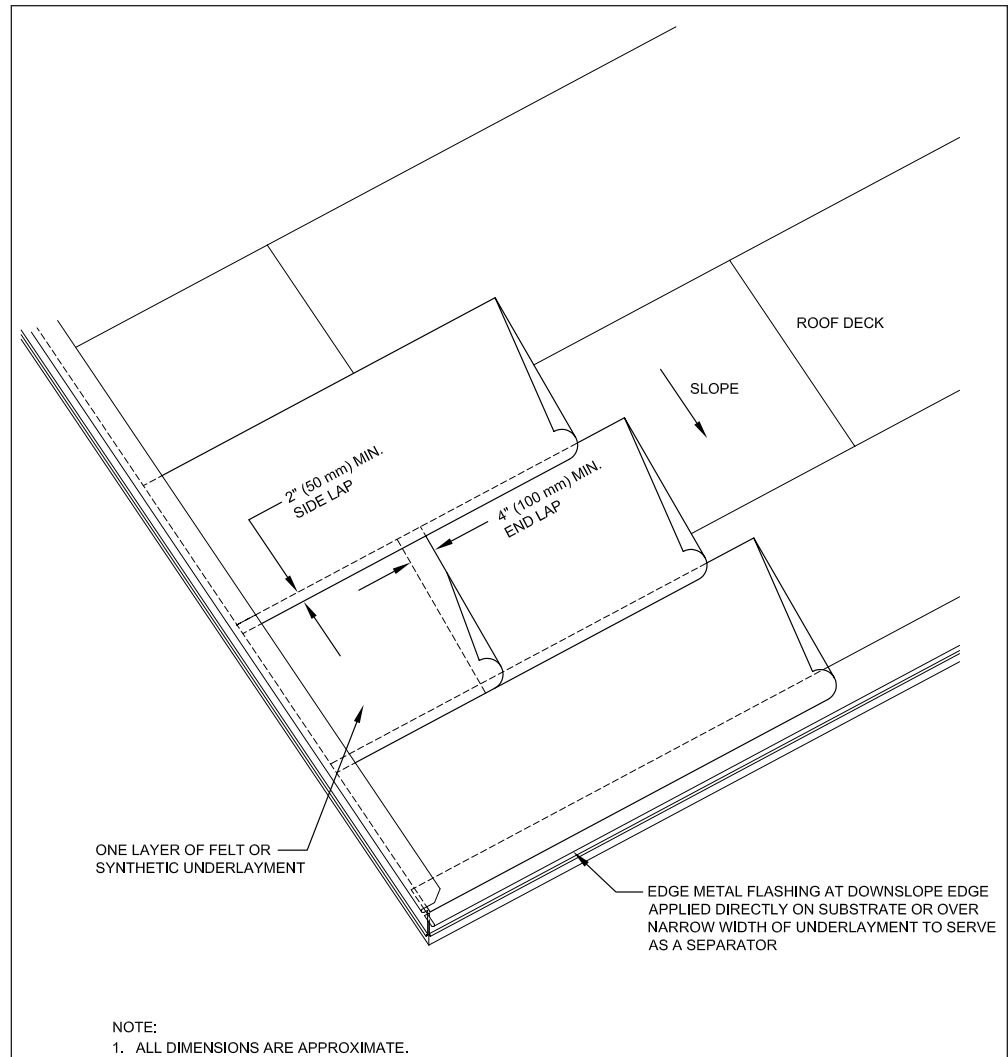 ROOF DECK
SLOPE
2" (50 mm) MIN.
SIDE LAP
4" (100 mm) MIN.
END LAP
ONE LAYER OF FELT OR
SYNTHETIC UNDERLAYMENT
EDGE METAL FLASHING AT DOWNSLOPE EDGE
APPLIED DIRECTLY ON SUBSTRATE OR OVER
NARROW WIDTH OF UNDERLAYMENT TO SERVE
AS A SEPARATOR
NOTE:
1. ALL DIMENSIONS ARE APPROXIMATE.